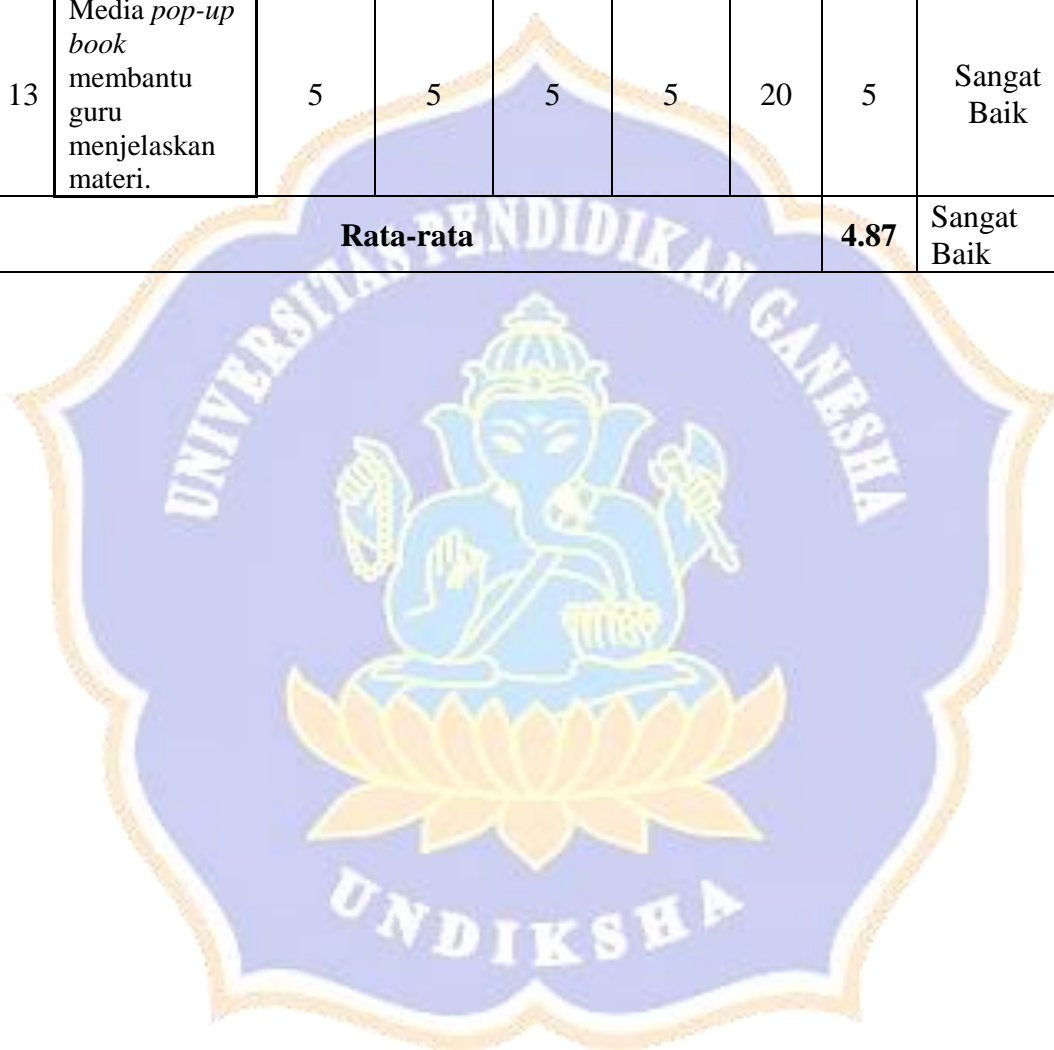 Media pop-up
book
membantu
guru
menjelaskan
materi.
13 5 5 5 5 20 5 Sangat
Baik
Rata-rata 4.87 Sangat
Baik
UNIVERSITAS PENDIDIKAN GANESHA
UNDIKSHA